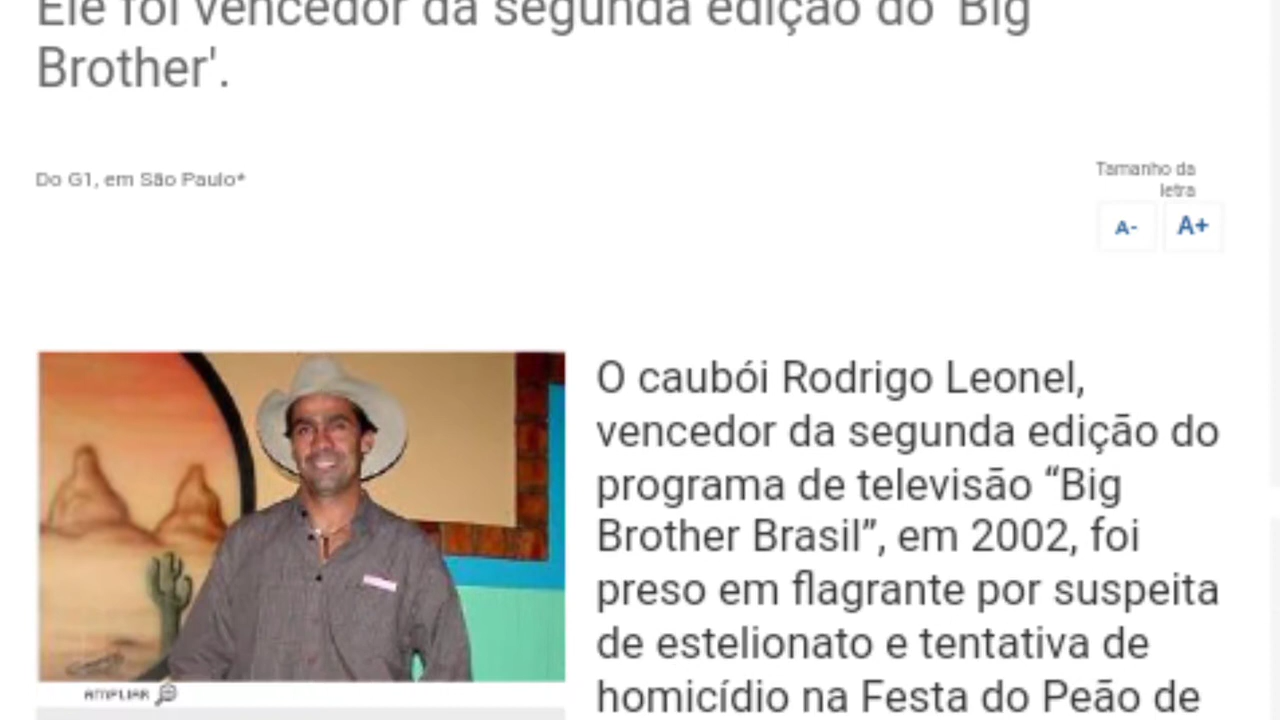 Ele foi vencedor da segunda edição do 'Big
Brother'.
Do G1, em São Paulo*
Tamanho da
letra
A-
A+
O caubói Rodrigo Leonel,
vencedor da segunda edição do
programa de televisão “Big
Brother Brasil”, em 2002, foi
preso em flagrante por suspeita
de estelionato e tentativa de
homicídio na Festa do Peão de
AMPLIAR